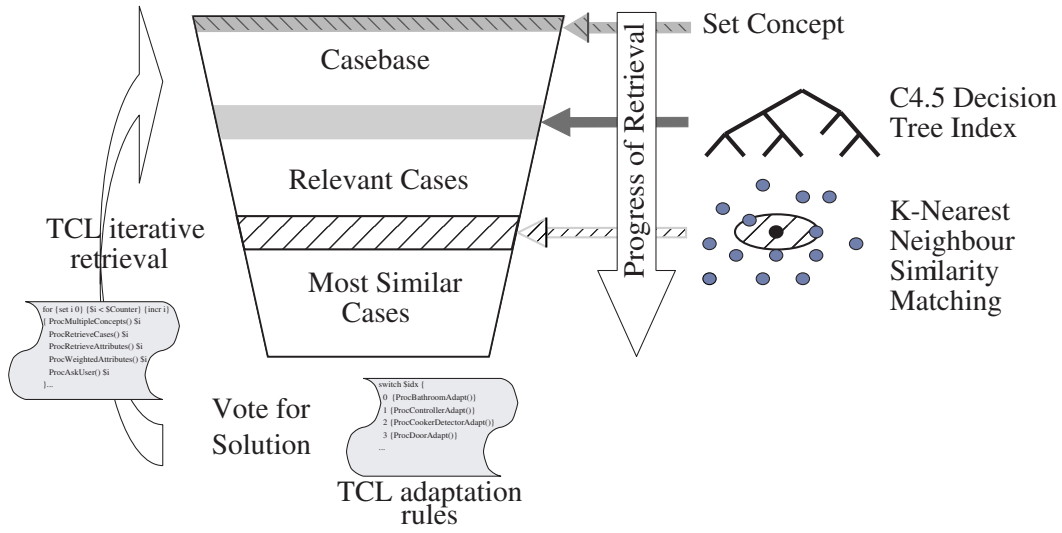 Set Concept
Casebase
C4.5 Decision
Tree Index
Progress of Retrieval
Relevant Cases
K-Nearest
Neighbour
Similarity
Matching
TCL iterative
retrieval
Most Similar
Cases
for {set i 0} {$i < $Counter} {incr i}
{ ProcMultipleConcepts() $i
ProcRetrieveCases() $i
ProcRetrieveAttributes() $i
ProcWeightedAttributes() $i
ProcAskUser() $i
}...
Vote for
Solution
switch $idx {
0 {ProcBathroomAdapt()}
1 {ProcControllerAdapt()}
2 {ProcCookerDetectorAdapt()}
3 {ProcDoorAdapt()}
...
TCL adaptation
rules